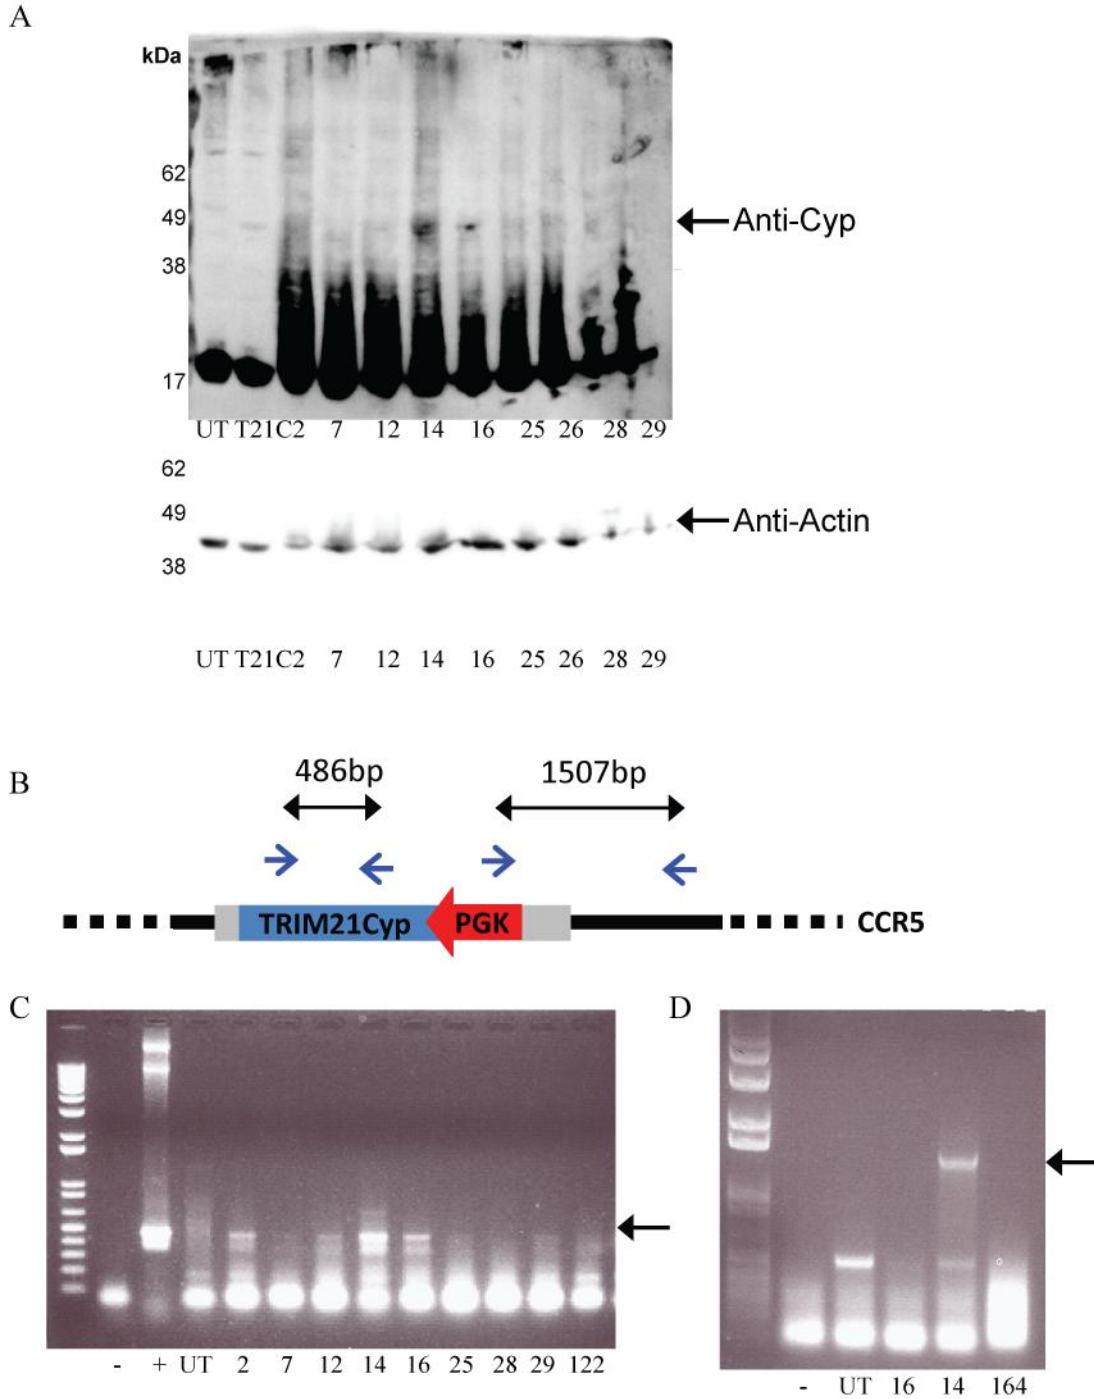 A
kDa
62
49
38
17
Anti-Cyp
UT T21C2 7 12 14 16 25 26 28 29
62
49
38
Anti-Actin
UT T21C2 7 12 14 16 25 26 28 29
B
486bp 1507bp
TRIM21Cyp PGK CCR5
C
- + UT 2 7 12 14 16 25 28 29 122
D
- UT 16 14 164